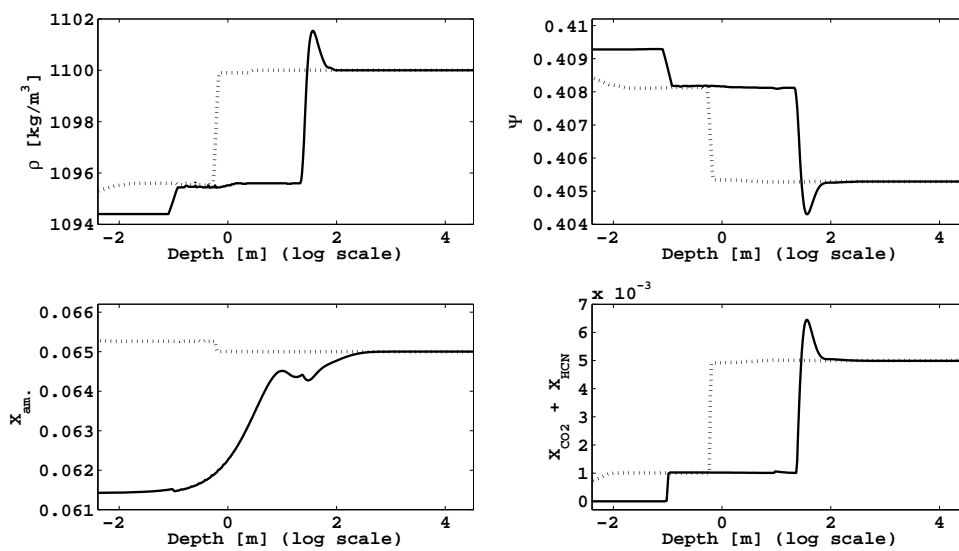 1102
1100
1098
1096
1095
1094
ρ [kg/m³]
−2 0 2 4
Depth [m] (log scale)
0.41
0.409
0.408
0.407
0.406
0.405
0.404
Ψ
−2 0 2 4
Depth [m] (log scale)
0.066
0.065
0.064
0.063
0.062
0.061
X_am.
−2 0 2 4
Depth [m] (log scale)
x 10⁻³
7
6
5
4
3
2
1
0
X_CO2 + X_HCN
−2 0 2 4
Depth [m] (log scale)